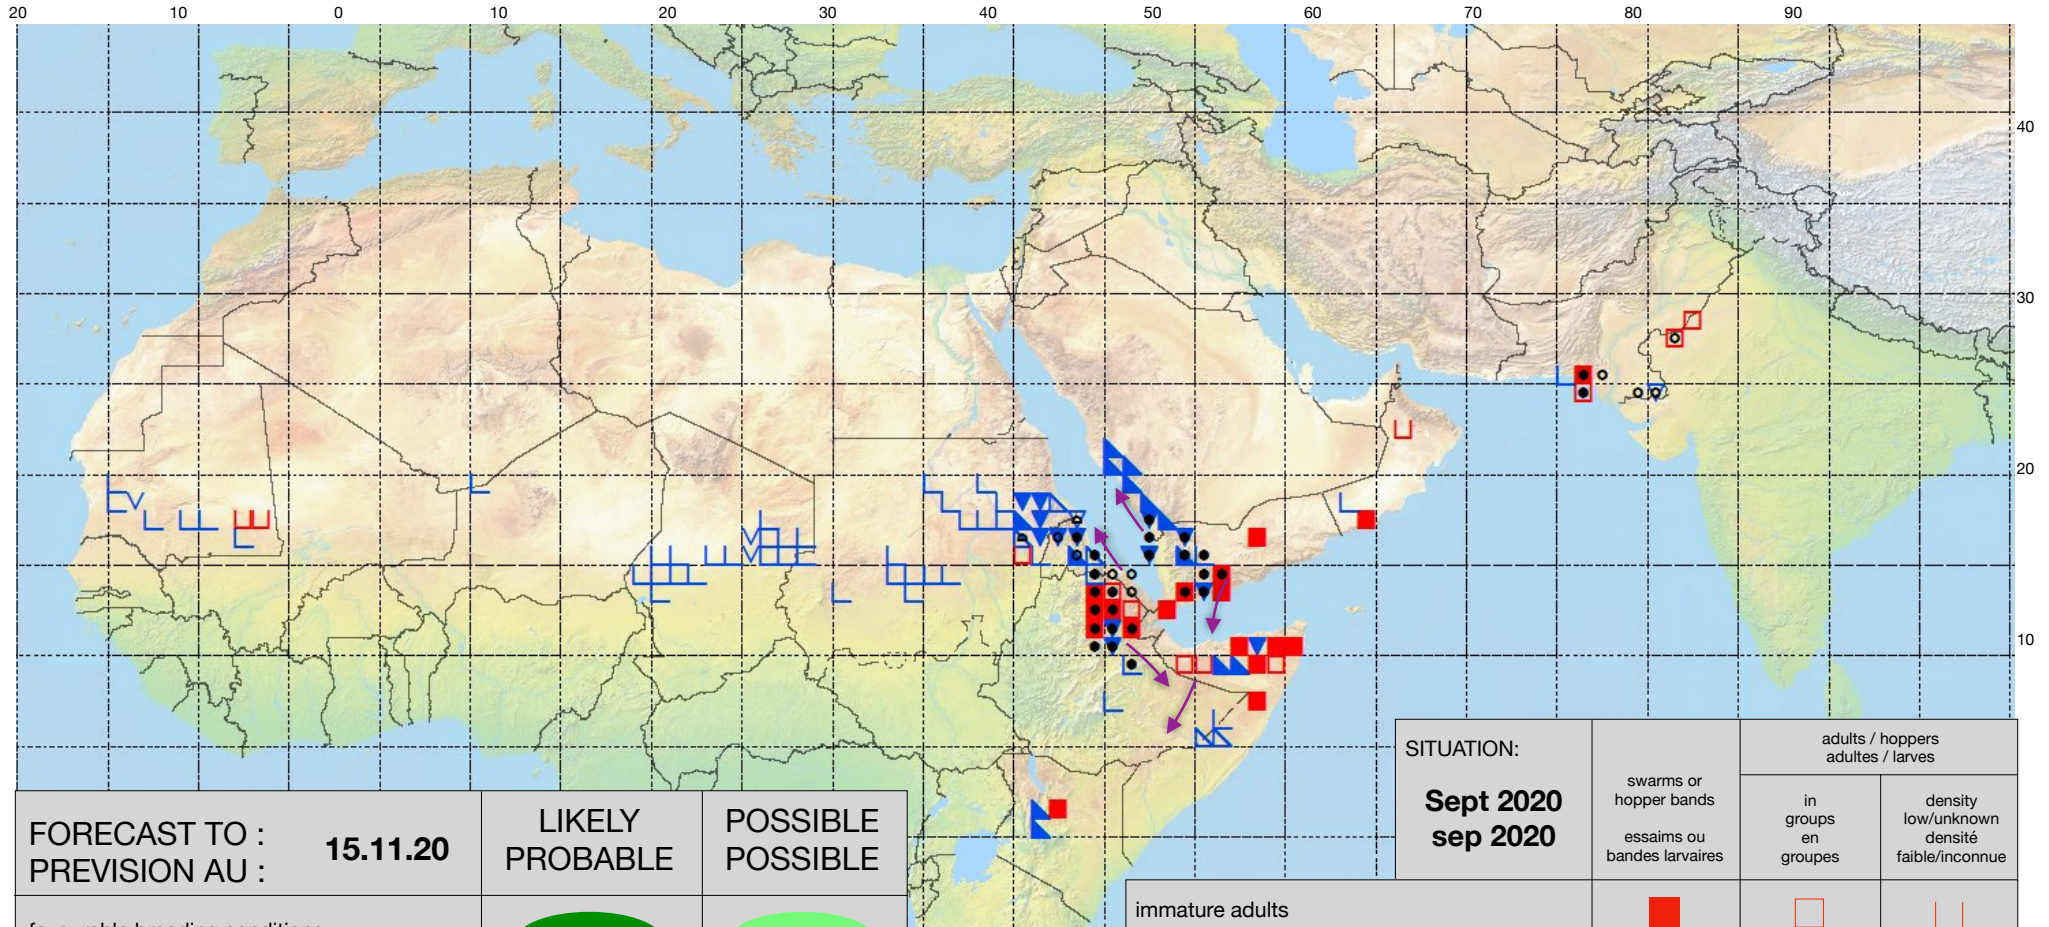 20 10 0 10 20 30 40 50 60 70 80 90
40
30
20
10
SITUATION:
Sept 2020
sep 2020
swarms or
hopper bands
essaims ou
bandes larvaires
adults / hoppers
adultes / larves
in
groups
en
groupes
density
low/unknown
densité
faible/inconnue
immature adults
FORECAST TO :
PREVISION AU :
15.11.20
LIKELY
PROBABLE
POSSIBLE
POSSIBLE